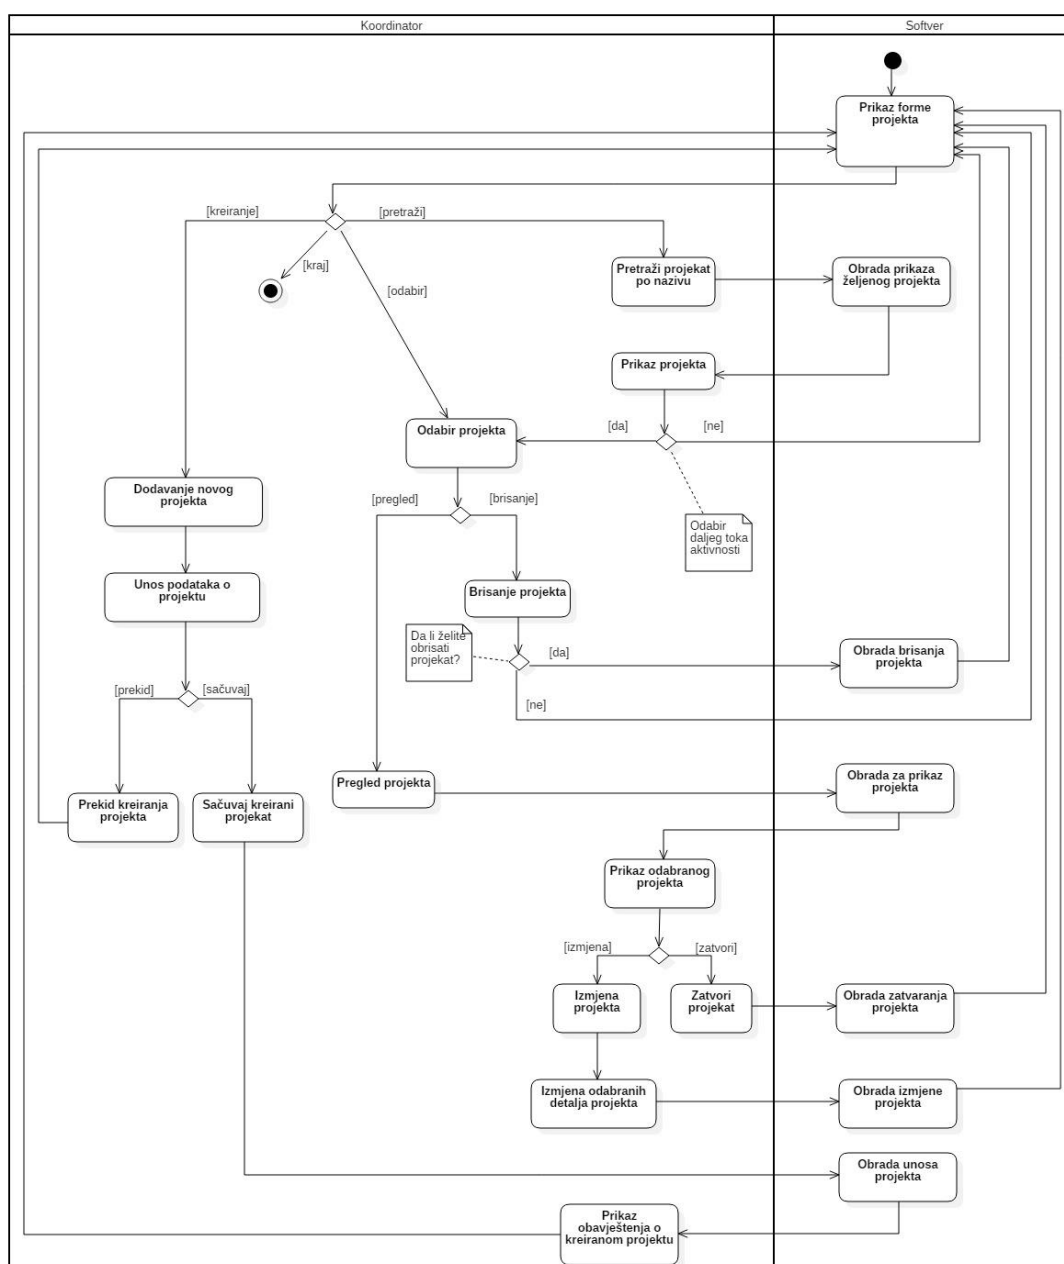 Koordinator
Softver
Prikaz forme
projekta
[kreiranje]
[pretraži]
[kraj]
[odabir]
Pretraži projekat
po nazivu
Obrada prikaza
željenog projekta
Prikaz projekta
[da]
[ne]
Odabir projekta
Dodavanje novog
projekta
[pregled]
[brisanje]
Odabir
daljeg toka
aktivnosti
Unos podataka o
projektu
Brisanje projekta
Da li želite
obrisati
projekat?
[da]
Obrada brisanja
projekta
[prekid]
[sačuvaj]
[ne]
Pregled projekta
Obrada za prikaz
projekta
Prekid kreiranja
projekta
Sačuvaj kreirani
projekat
Prikaz odabranog
projekta
[izmjena]
[zatvori]
Izmjena
projekta
Zatvori
projekat
Obrada zatvaranja
projekta
Izmjena odabranih
detalja projekta
Obrada izmjene
projekta
Obrada unosa
projekta
Prikaz
obavještenja o
kreiranom projektu